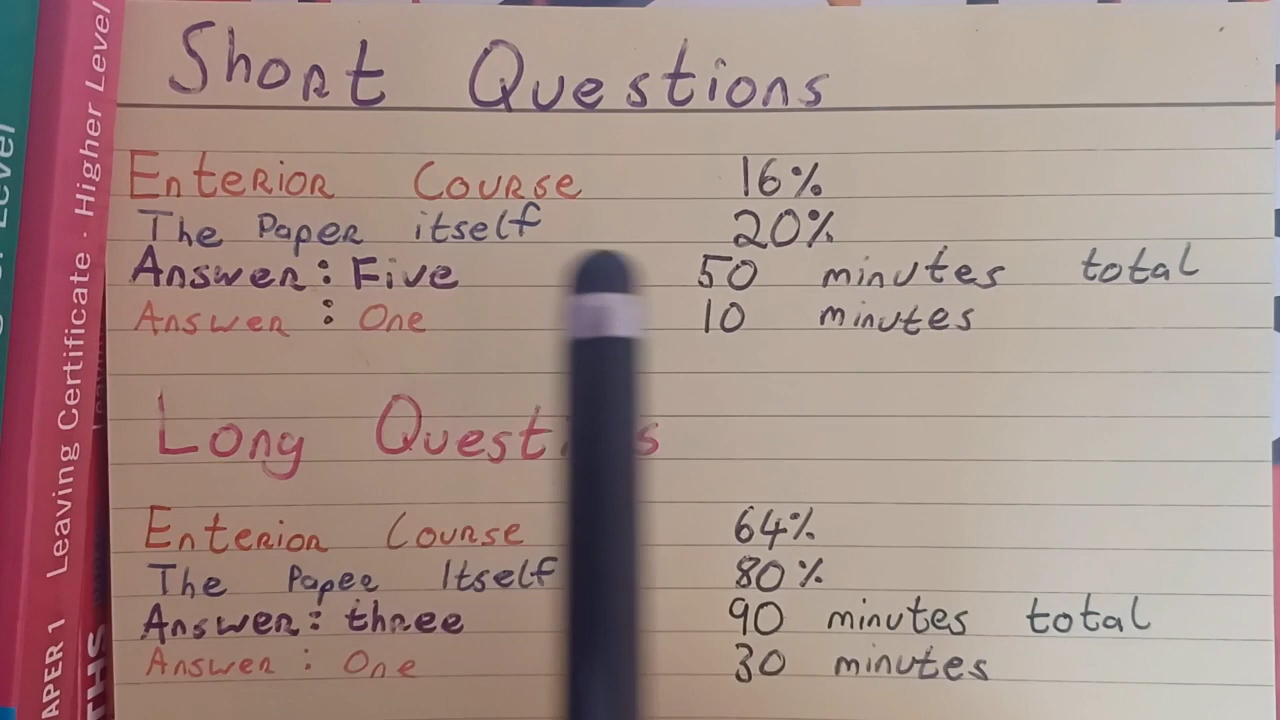 Short Questions
Enterior Course 16%
The Paper itself 20%
Answer: Five 50 minutes total
Answer: One 10 minutes
Long
Enterior Course 64%
The Papee Itself 80%
Answer: three 90 minutes total
Answer: One 30 minutes
Leaving Certificate · Higher Level
PAPER 1
Level